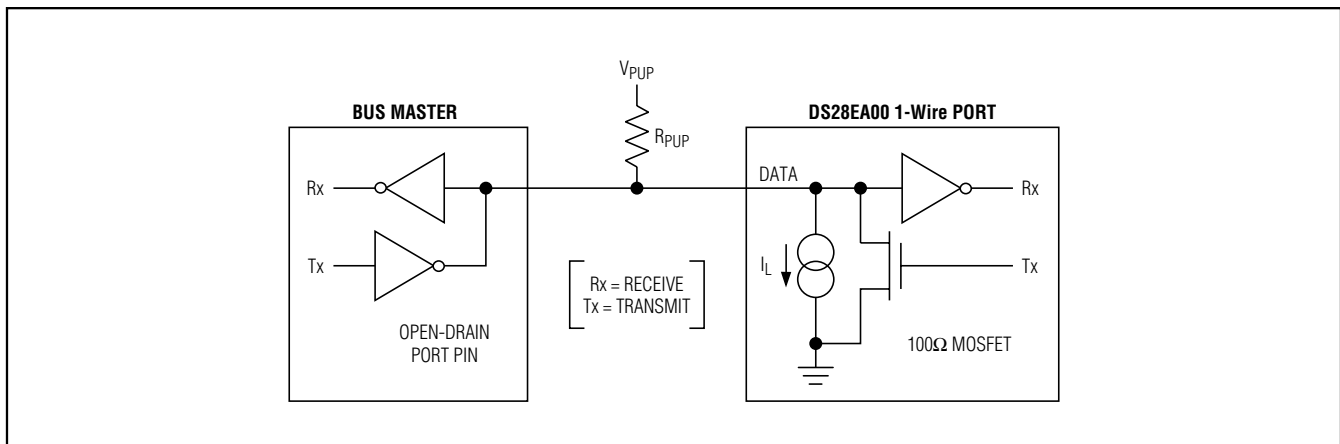 V_PUP
BUS MASTER
DS28EA00 1-Wire PORT
R_PUP
Rx
DATA
Rx
Tx
I_L
Tx
Rx = RECEIVE
Tx = TRANSMIT
OPEN-DRAIN
PORT PIN
100Ω MOSFET